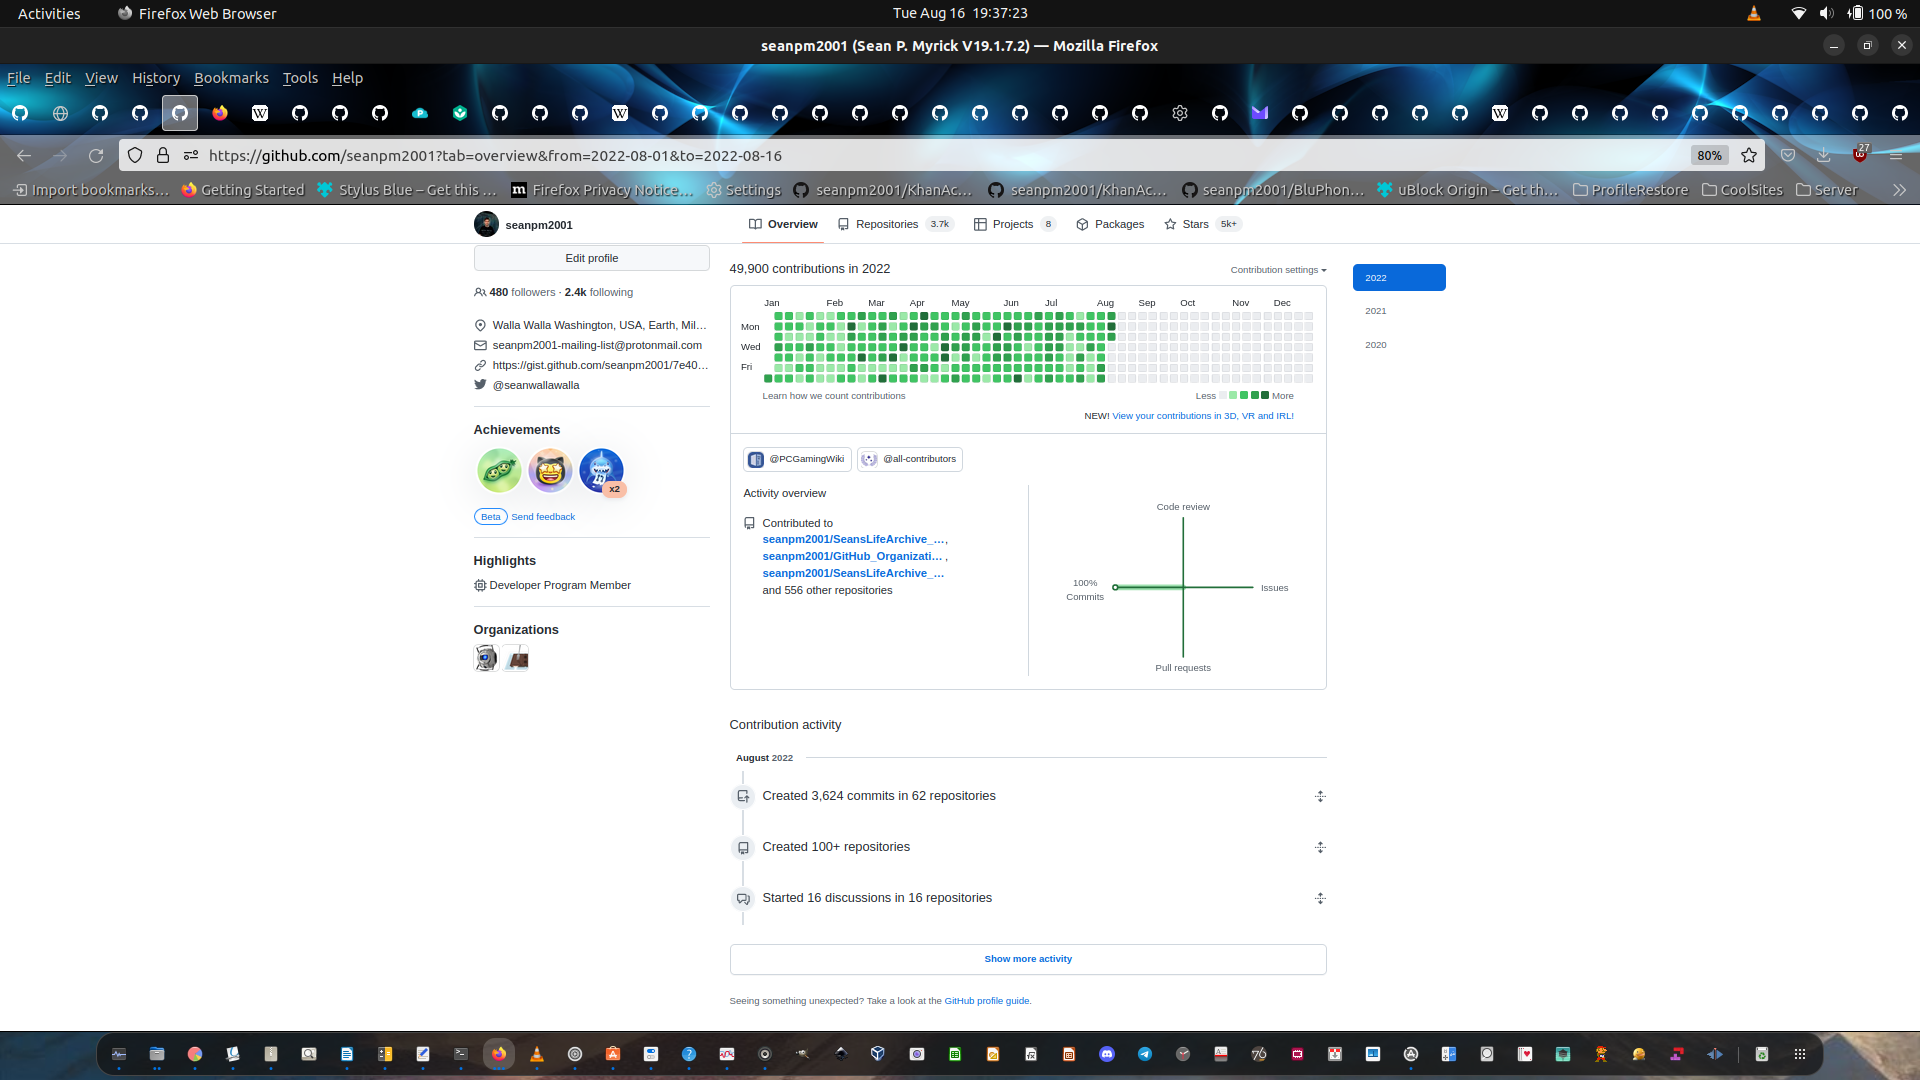 Activities
Firefox Web Browser
Tue Aug 16 19:37:23
100 %
seanpm2001 (Sean P. Myrick V19.1.7.2) — Mozilla Firefox
File Edit View History Bookmarks Tools Help
https://github.com/seanpm2001?tab=overview&from=2022-08-01&to=2022-08-16
80%
27
Import bookmarks… Getting Started Stylus Blue – Get this … Firefox Privacy Notice… Settings seanpm2001/KhanAc… seanpm2001/KhanAc… seanpm2001/BluPhon… uBlock Origin – Get th… ProfileRestore CoolSites Server
seanpm2001
Overview Repositories 3.7k Projects 8 Packages Stars 5k+
Edit profile
480 followers · 2.4k following
Walla Walla Washington, USA, Earth, Mil…
seanpm2001-mailing-list@protonmail.com
https://gist.github.com/seanpm2001/7e40…
@seanwallawalla
Achievements
x2
Beta Send feedback
Highlights
Developer Program Member
Organizations
49,900 contributions in 2022
Contribution settings
2022
2021
2020
Jan Feb Mar Apr May Jun Jul Aug Sep Oct Nov Dec
Mon
Wed
Fri
Learn how we count contributions
Less More
NEW! View your contributions in 3D, VR and IRL!
@PCGamingWiki @all-contributors
Activity overview
Contributed to
seanpm2001/SeansLifeArchive_…,
seanpm2001/GitHub_Organizati… ,
seanpm2001/SeansLifeArchive_…
and 556 other repositories
Code review
100%
Commits
Issues
Pull requests
Contribution activity
August 2022
Created 3,624 commits in 62 repositories
Created 100+ repositories
Started 16 discussions in 16 repositories
Show more activity
Seeing something unexpected? Take a look at the GitHub profile guide.